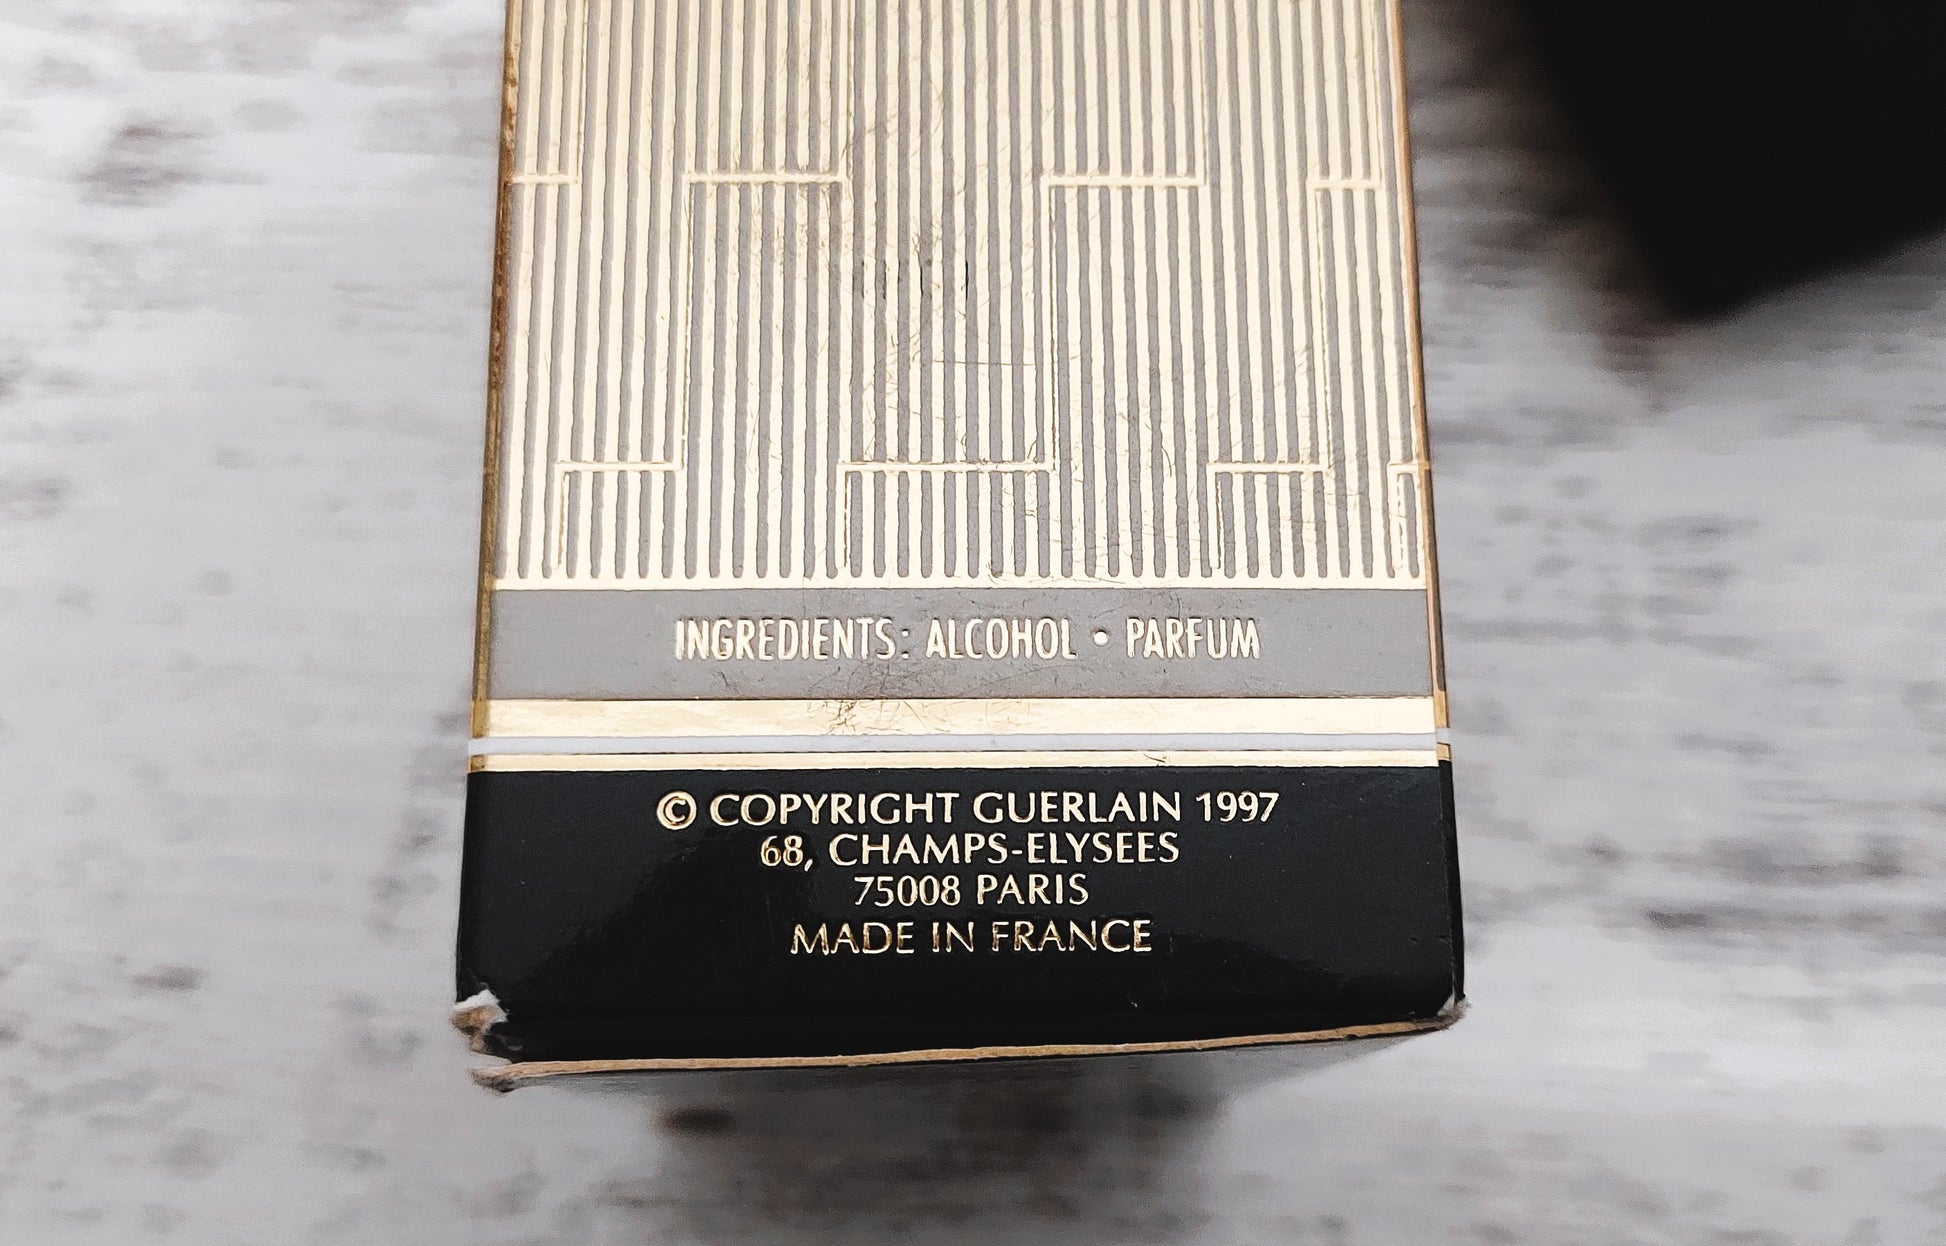 INGREDIENTS: ALCOHOL • PARFUM
© COPYRIGHT GUERLAIN 1997
68, CHAMPS-ELYSEES
75008 PARIS
MADE IN FRANCE